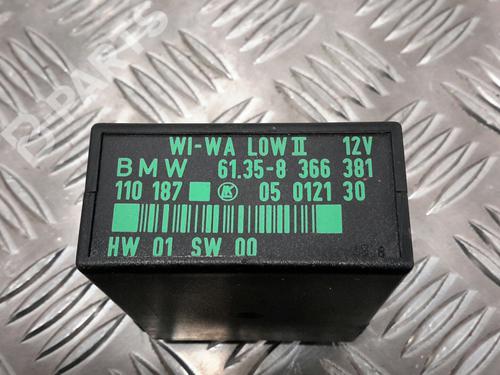 WI-WA LOW II 12V
BMW 61.35-8 366 381
110 187 05 0121 30
HW 01 SW 00
B-PARTS